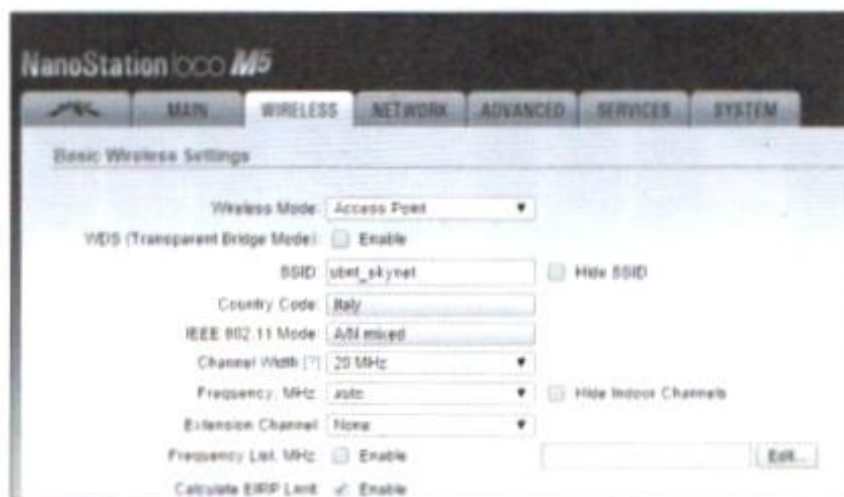 NanoStation loco M5
MAIN WIRELESS NETWORK ADVANCED SERVICES SYSTEM
Basic Wireless Settings
Wireless Mode: Access Point
WDS (Transparent Bridge Mode): Enable
SSID: ubnt_skynet Hide SSID
Country Code: Italy
IEEE 802.11 Mode: A/N mixed
Channel Width: [?] 20 MHz
Frequency, MHz: auto Hide Indoor Channels
Extension Channel: None
Frequency List, MHz: Enable Edit...
Calculate EIRP Limit: Enable